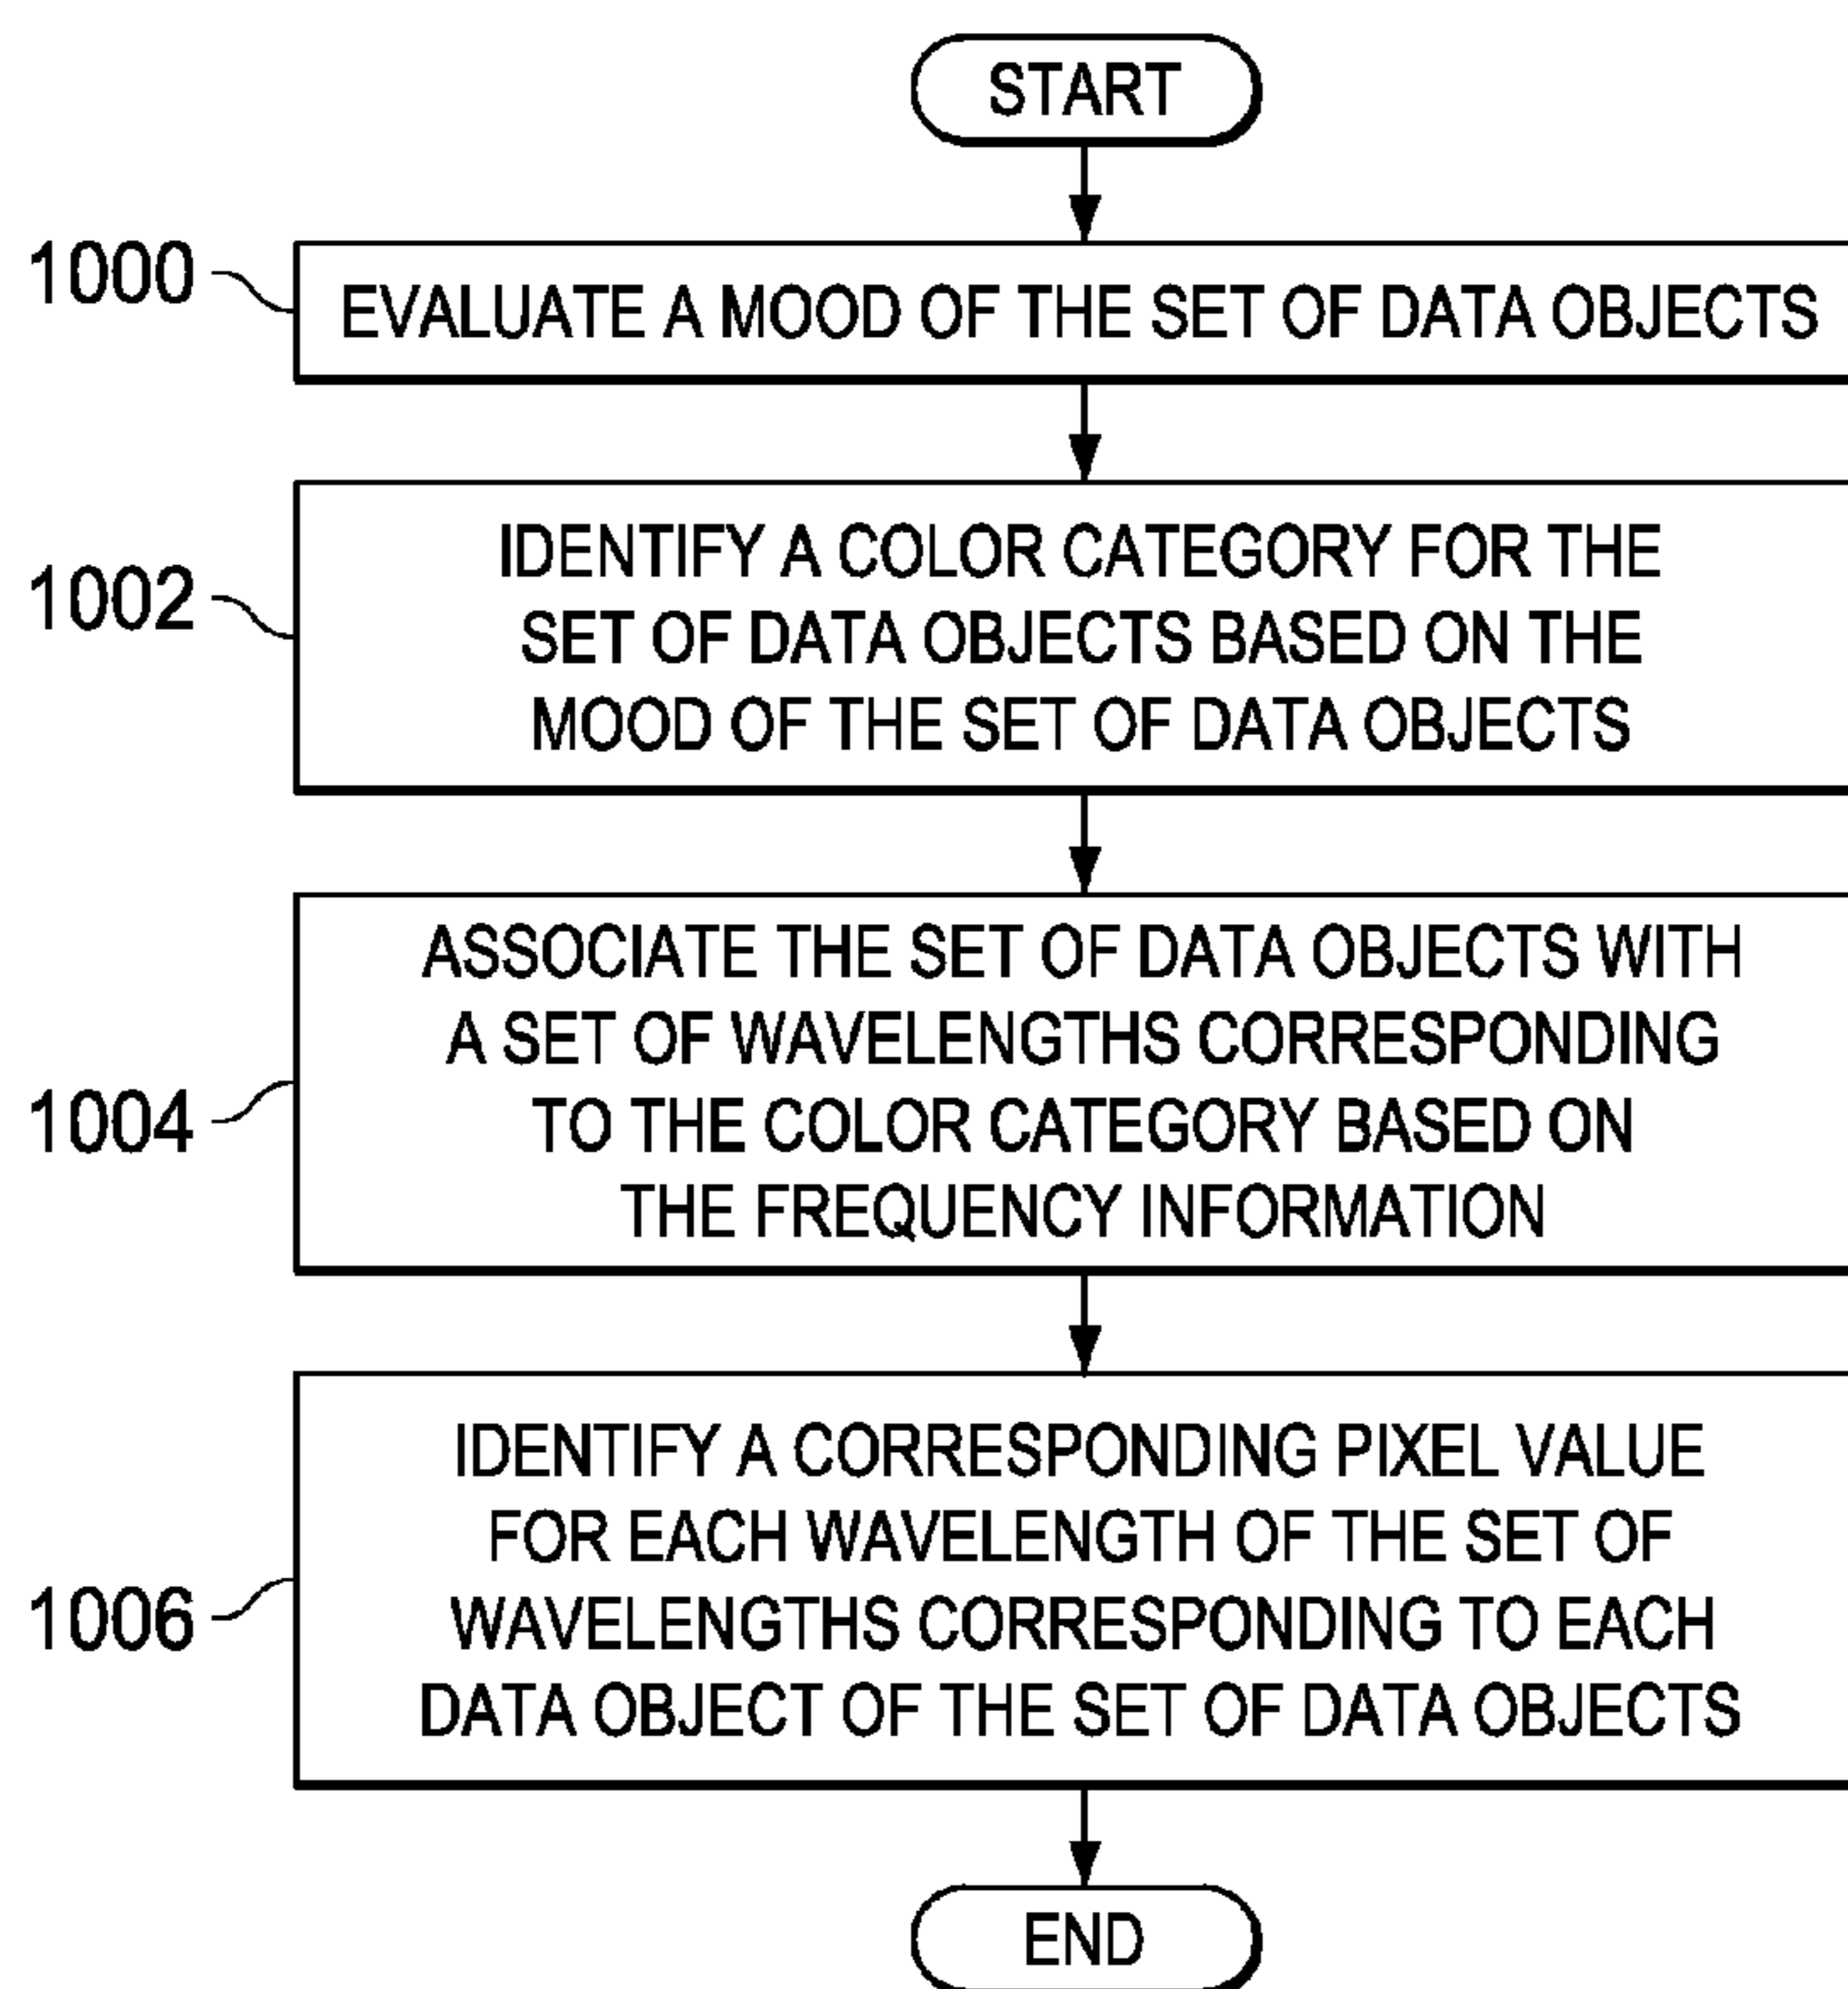 START
1000
EVALUATE A MOOD OF THE SET OF DATA OBJECTS
1002
IDENTIFY A COLOR CATEGORY FOR THE
SET OF DATA OBJECTS BASED ON THE
MOOD OF THE SET OF DATA OBJECTS
1004
ASSOCIATE THE SET OF DATA OBJECTS WITH
A SET OF WAVELENGTHS CORRESPONDING
TO THE COLOR CATEGORY BASED ON
THE FREQUENCY INFORMATION
1006
IDENTIFY A CORRESPONDING PIXEL VALUE
FOR EACH WAVELENGTH OF THE SET OF
WAVELENGTHS CORRESPONDING TO EACH
DATA OBJECT OF THE SET OF DATA OBJECTS
END